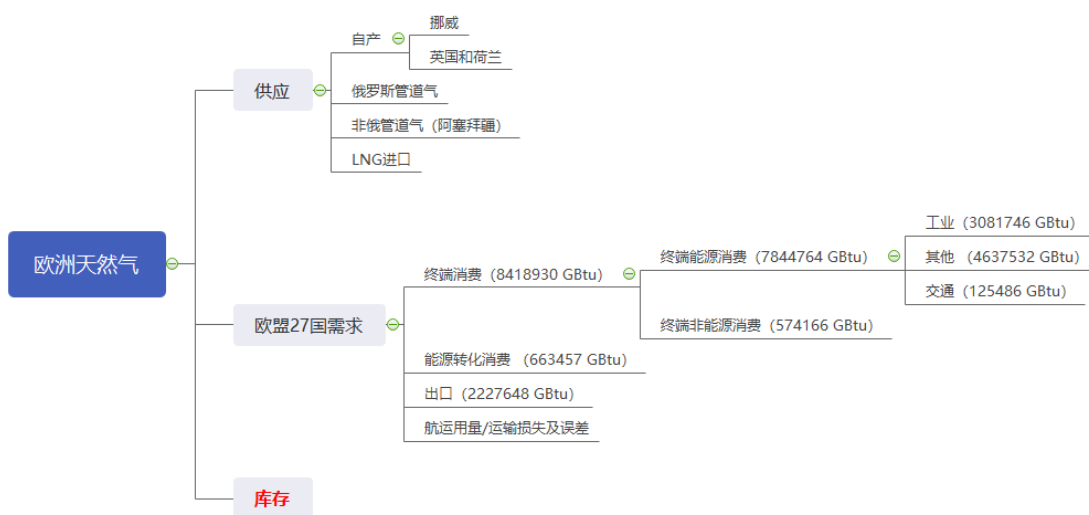 欧洲天然气
供应
自产
挪威
英国和荷兰
俄罗斯管道气
非俄管道气（阿塞拜疆）
LNG进口
欧盟27国需求
终端消费（8418930 GBtu）
终端能源消费（7844764 GBtu）
工业（3081746 GBtu）
其他 （4637532 GBtu）
交通（125486 GBtu）
终端非能源消费（574166 GBtu）
能源转化消费 （663457 GBtu）
出口（2227648 GBtu）
航运用量/运输损失及误差
库存